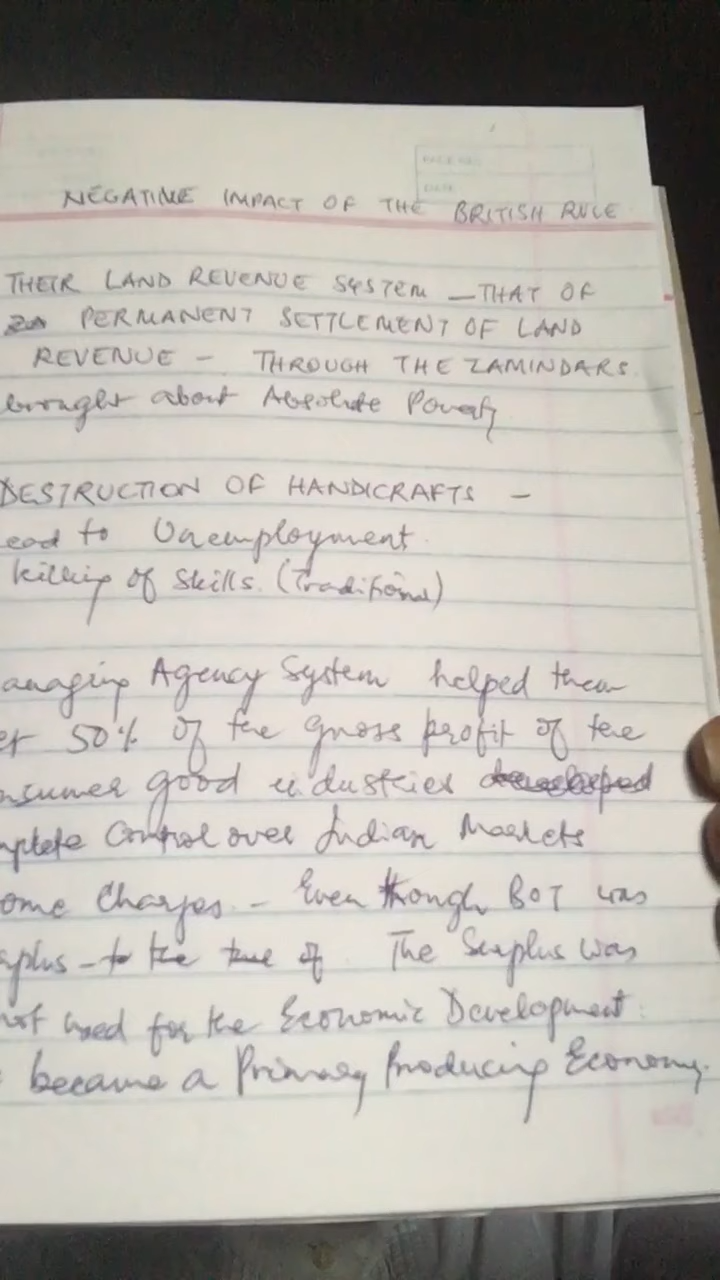 NEGATIVE IMPACT OF THE BRITISH RULE
THEIR LAND REVENUE SYSTEM — THAT OF
PERMANENT SETTLEMENT OF LAND
REVENUE — THROUGH THE ZAMINDARS.
brought about Absolute Poverty
DESTRUCTION OF HANDICRAFTS —
ead to Unemployment.
killing of Skills. (Traditional)
anaging Agency System helped them
et 50% of the gross profit of the
nsumer good industries developed
mplete Control over Indian Markets
ome Charges. — Even though BOT was
rplus — to the tune of. The Surplus was
not used for the Economic Development.
became a Primary Producing Economy.